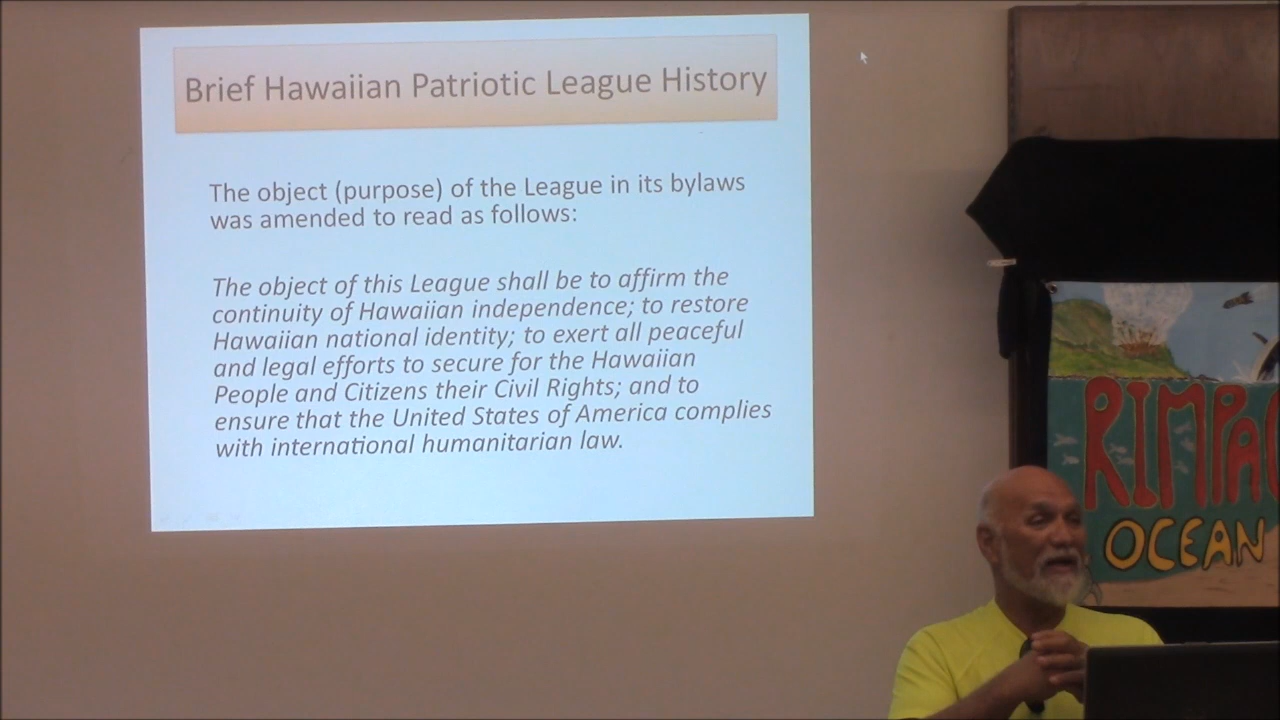 Brief Hawaiian Patriotic League History
The object (purpose) of the League in its bylaws
was amended to read as follows:
The object of this League shall be to affirm the
continuity of Hawaiian independence; to restore
Hawaiian national identity; to exert all peaceful
and legal efforts to secure for the Hawaiian
People and Citizens their Civil Rights; and to
ensure that the United States of America complies
with international humanitarian law.
RIMPAC
OCEAN